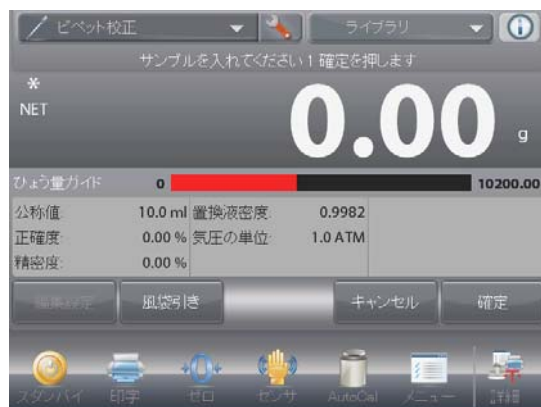 ピペット校正
ライブラリ
サンプルを入れてください 1 確定を押します
*
NET
0.00 g
ひょう量ガイド 0 10200.00
公称値: 10.0 ml 置換液密度: 0.9982
正確度: 0.00 % 気圧の単位: 1.0 ATM
精密度: 0.00 %
風袋引き キャンセル 確定
スタンバイ 印字 ゼロ センサ AutoCal メニュー 詳細